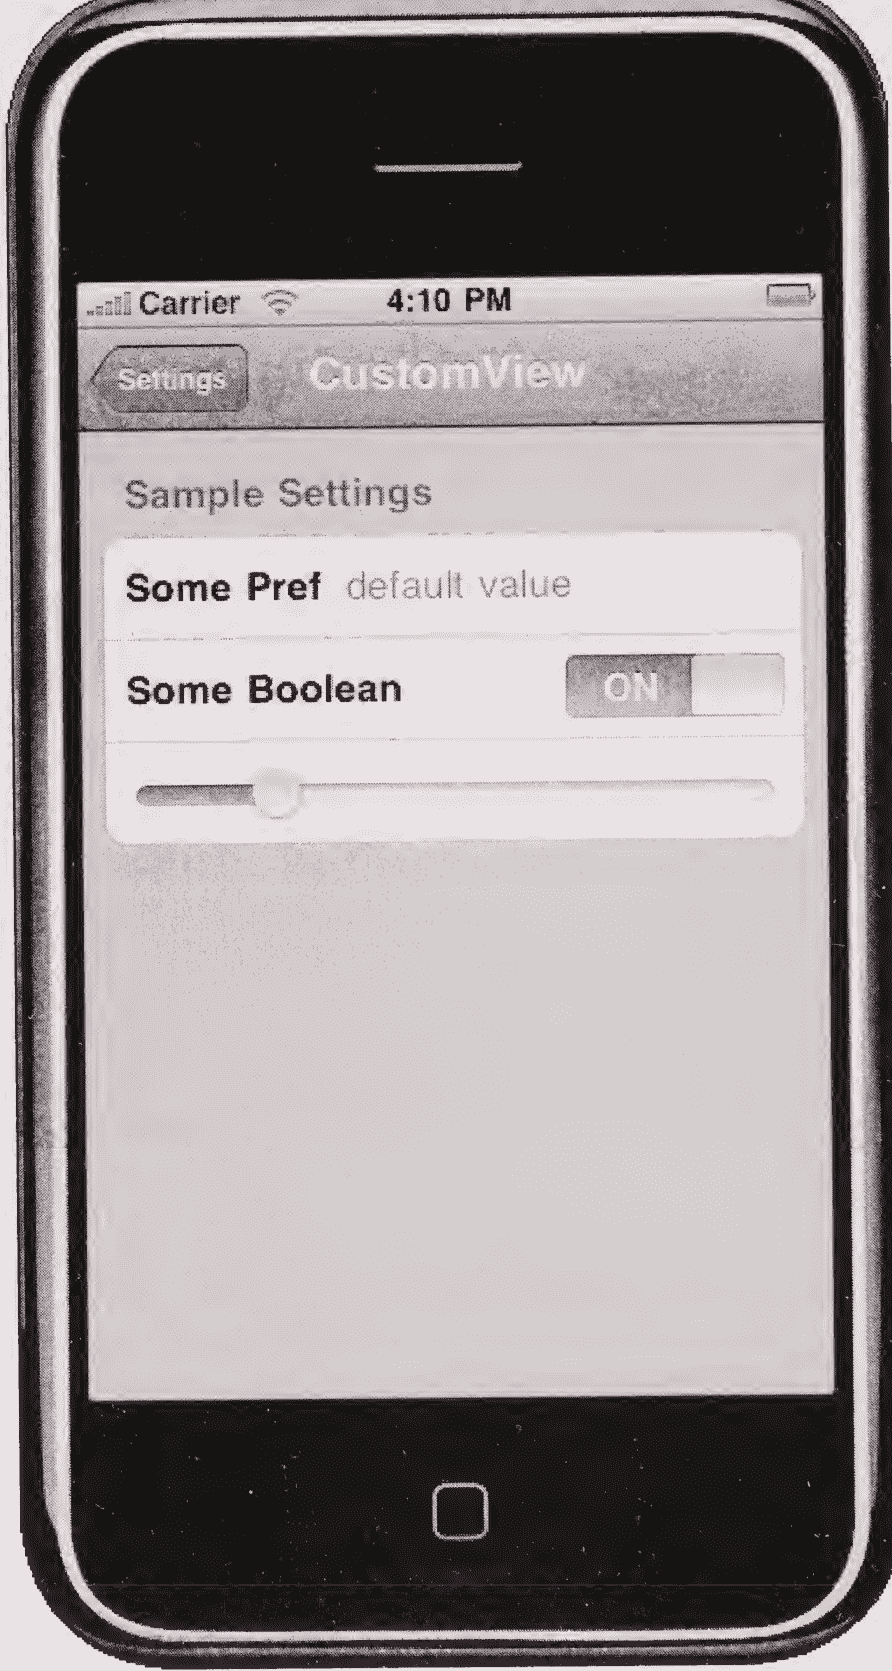 Carrier 4:10 PM
Settings CustomView
Sample Settings
Some Pref default value
Some Boolean ON